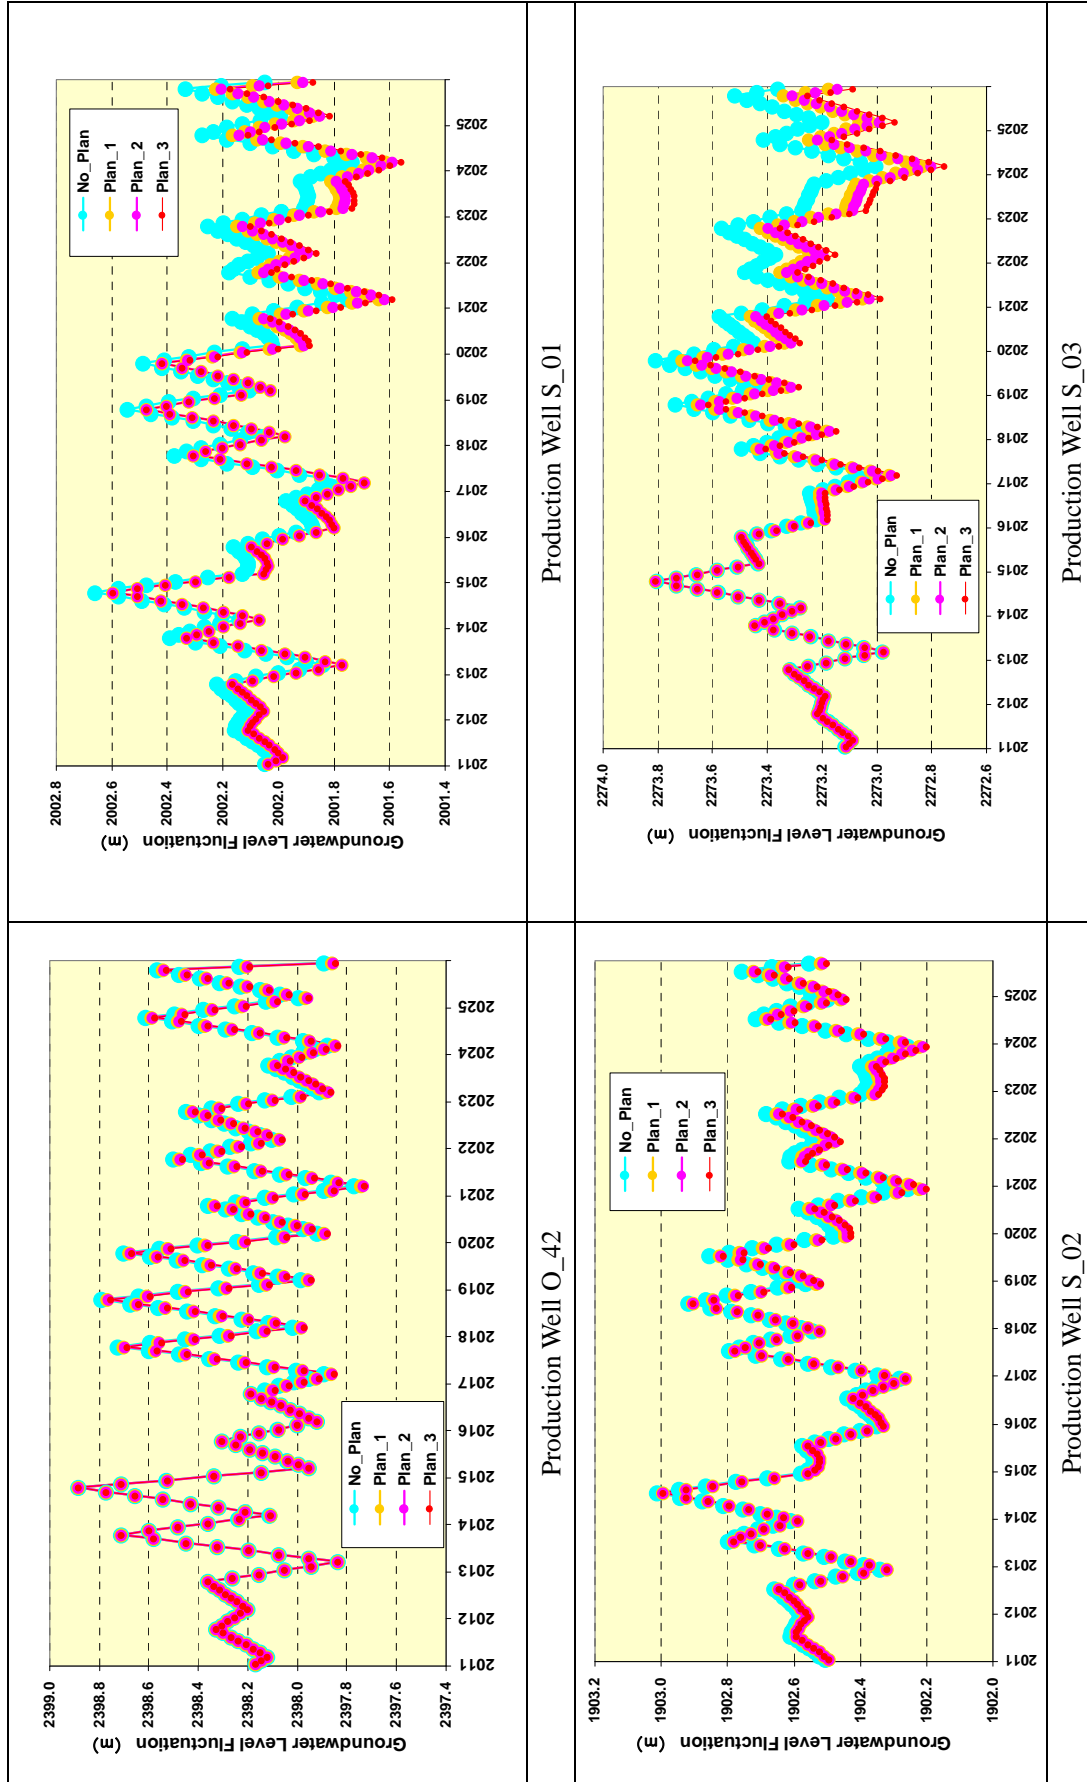 Groundwater Level Fluctuation (m)
2399.0
2398.8
2398.6
2398.4
2398.2
2398.0
2397.8
2397.6
2397.4
No_Plan
Plan_1
Plan_2
Plan_3
2011 2012 2013 2014 2015 2016 2017 2018 2019 2020 2021 2022 2023 2024 2025
Production Well O_42
Groundwater Level Fluctuation (m)
2002.8
2002.6
2002.4
2002.2
2002.0
2001.8
2001.6
2001.4
No_Plan
Plan_1
Plan_2
Plan_3
2011 2012 2013 2014 2015 2016 2017 2018 2019 2020 2021 2022 2023 2024 2025
Production Well S_01
Groundwater Level Fluctuation (m)
1903.2
1903.0
1902.8
1902.6
1902.4
1902.2
1902.0
No_Plan
Plan_1
Plan_2
Plan_3
2011 2012 2013 2014 2015 2016 2017 2018 2019 2020 2021 2022 2023 2024 2025
Production Well S_02
Groundwater Level Fluctuation (m)
2274.0
2273.8
2273.6
2273.4
2273.2
2273.0
2272.8
2272.6
No_Plan
Plan_1
Plan_2
Plan_3
2011 2012 2013 2014 2015 2016 2017 2018 2019 2020 2021 2022 2023 2024 2025
Production Well S_03